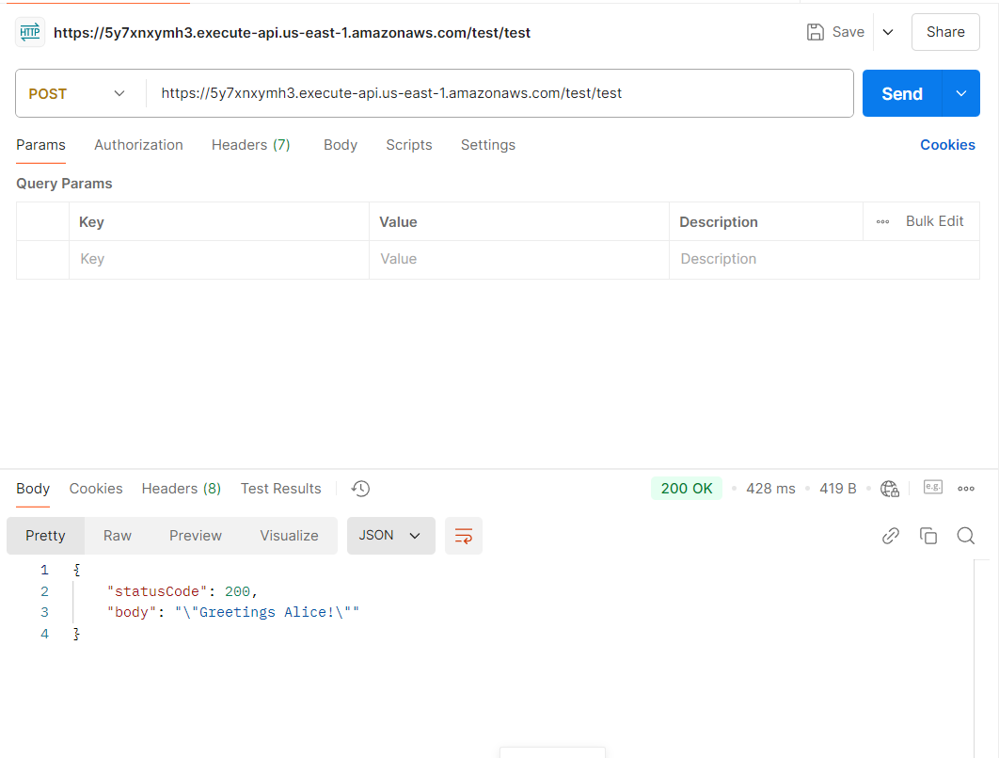 HTTP https://5y7xnxymh3.execute-api.us-east-1.amazonaws.com/test/test Save Share
POST https://5y7xnxymh3.execute-api.us-east-1.amazonaws.com/test/test Send
Params Authorization Headers (7) Body Scripts Settings Cookies
Query Params
Key Value Description Bulk Edit
Key Value Description
Body Cookies Headers (8) Test Results 200 OK 428 ms 419 B e.g.
Pretty Raw Preview Visualize JSON
1 {
2 "statusCode": 200,
3 "body": "\"Greetings Alice!\""
4 }